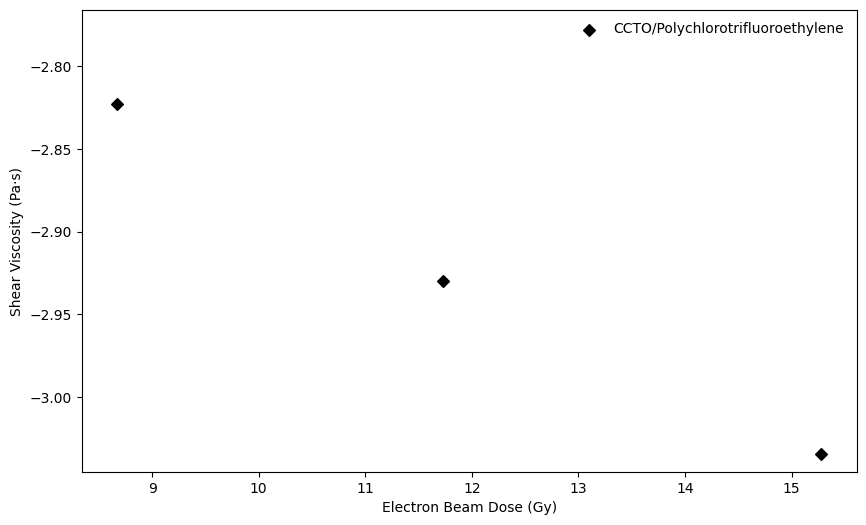 CCTO/Polychlorotrifluoroethylene
−2.80
−2.85
−2.90
−2.95
−3.00
Shear Viscosity (Pa·s)
9 10 11 12 13 14 15
Electron Beam Dose (Gy)